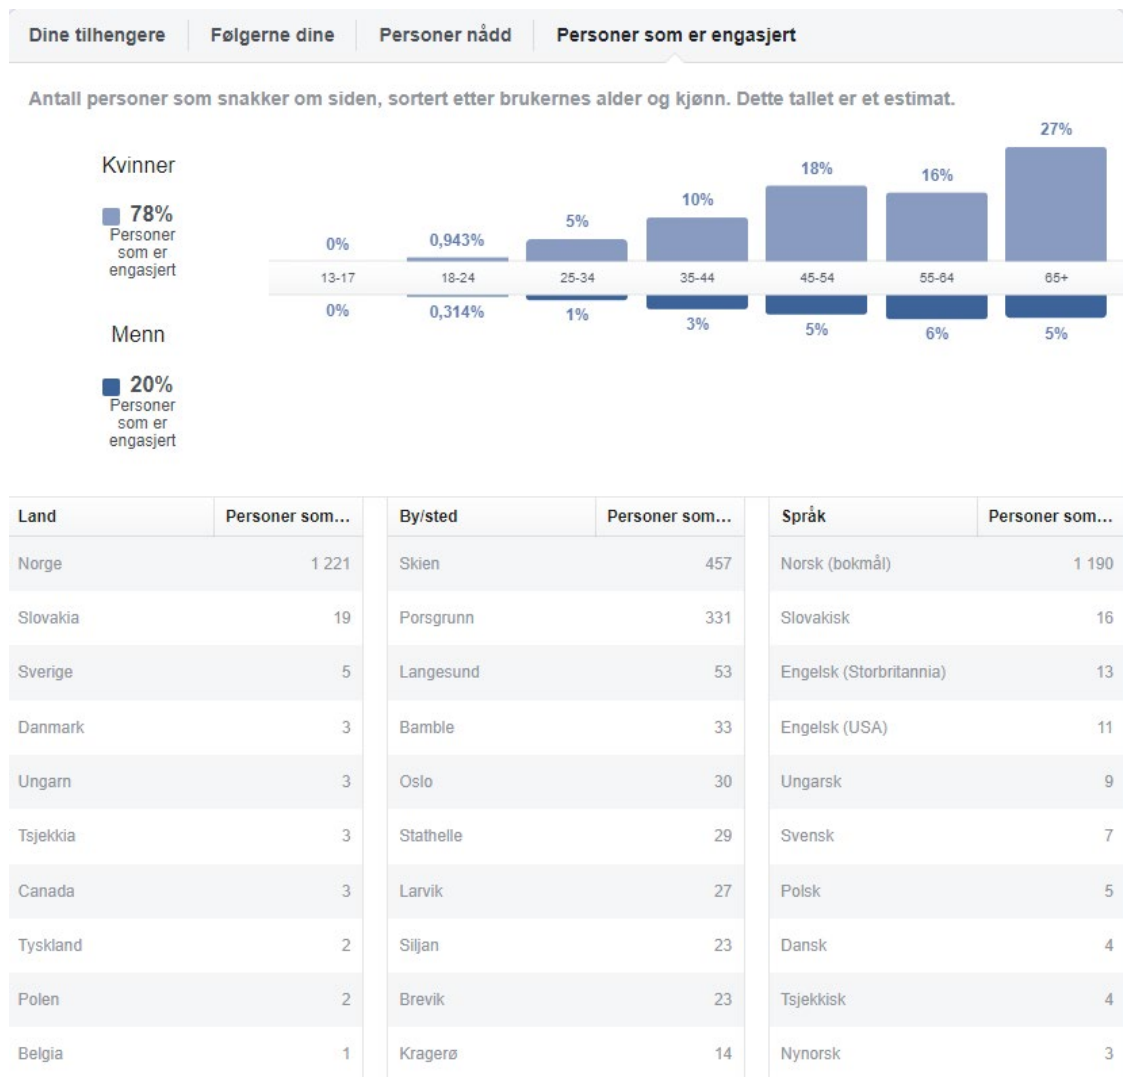 Dine tilhengere Følgerne dine Personer nådd Personer som er engasjert
Antall personer som snakker om siden, sortert etter brukernes alder og kjønn. Dette tallet er et estimat.
Kvinner
78%
Personer
som er
engasjert
0% 0,943% 5% 10% 18% 16% 27%
13-17 18-24 25-34 35-44 45-54 55-64 65+
0% 0,314% 1% 3% 5% 6% 5%
Menn
20%
Personer
som er
engasjert
Land Personer som... By/sted Personer som... Språk Personer som...
Norge 1 221 Skien 457 Norsk (bokmål) 1 190
Slovakia 19 Porsgrunn 331 Slovakisk 16
Sverige 5 Langesund 53 Engelsk (Storbritannia) 13
Danmark 3 Bamble 33 Engelsk (USA) 11
Ungarn 3 Oslo 30 Ungarsk 9
Tsjekkia 3 Stathelle 29 Svensk 7
Canada 3 Larvik 27 Polsk 5
Tyskland 2 Siljan 23 Dansk 4
Polen 2 Brevik 23 Tsjekkisk 4
Belgia 1 Kragerø 14 Nynorsk 3